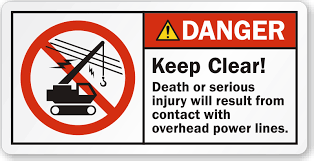 DANGER
Keep Clear!
Death or serious
injury will result from
contact with
overhead power lines.